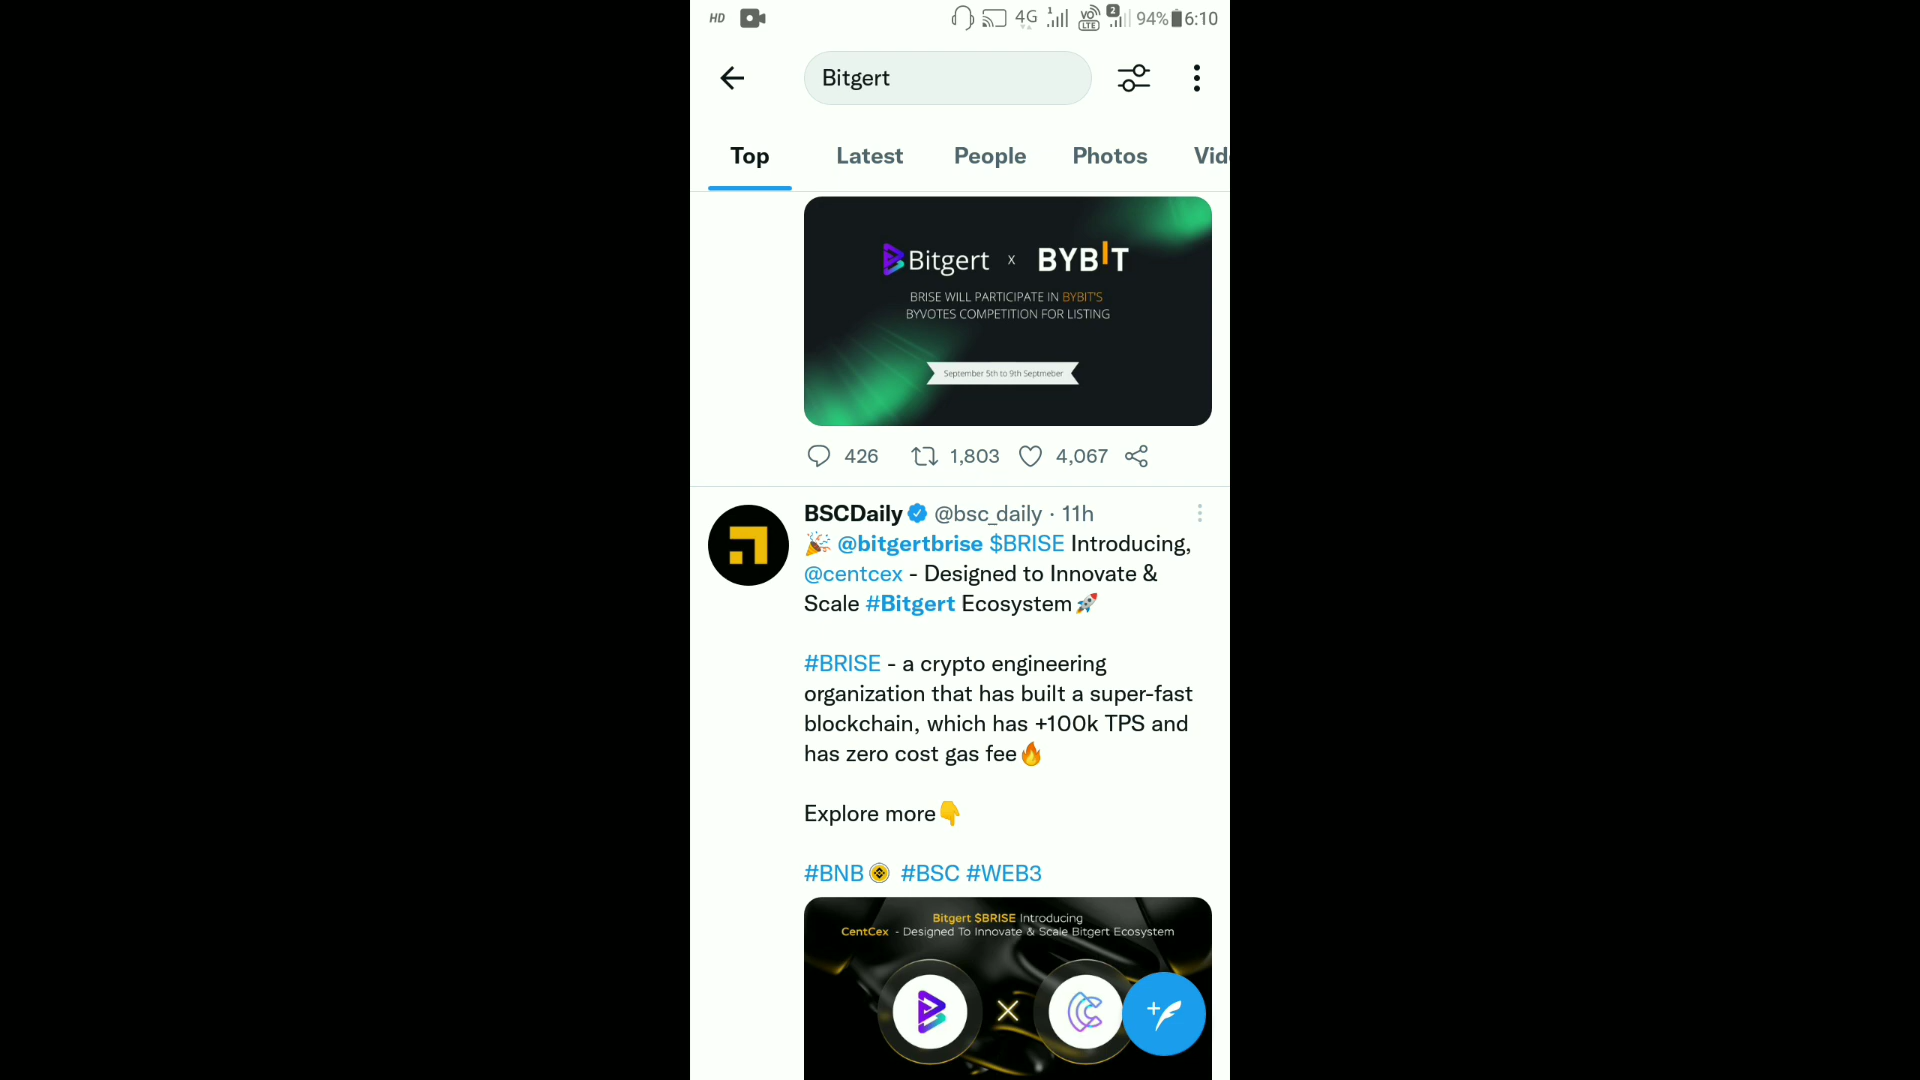 HD 4G 1 VO LTE 2 94% 6:10
Bitgert
Top Latest People Photos Vid
Bitgert x BYBIT
BRISE WILL PARTICIPATE IN BYBIT'S
BYVOTES COMPETITION FOR LISTING
September 5th to 9th Septmeber
426 1,803 4,067
BSCDaily @bsc_daily · 11h
🎉 @bitgertbrise $BRISE Introducing,
@centcex - Designed to Innovate &
Scale #Bitgert Ecosystem🚀
#BRISE - a crypto engineering
organization that has built a super-fast
blockchain, which has +100k TPS and
has zero cost gas fee🔥
Explore more👇
#BNB #BSC #WEB3
Bitgert $BRISE Introducing
CentCex - Designed To Innovate & Scale Bitgert Ecosystem